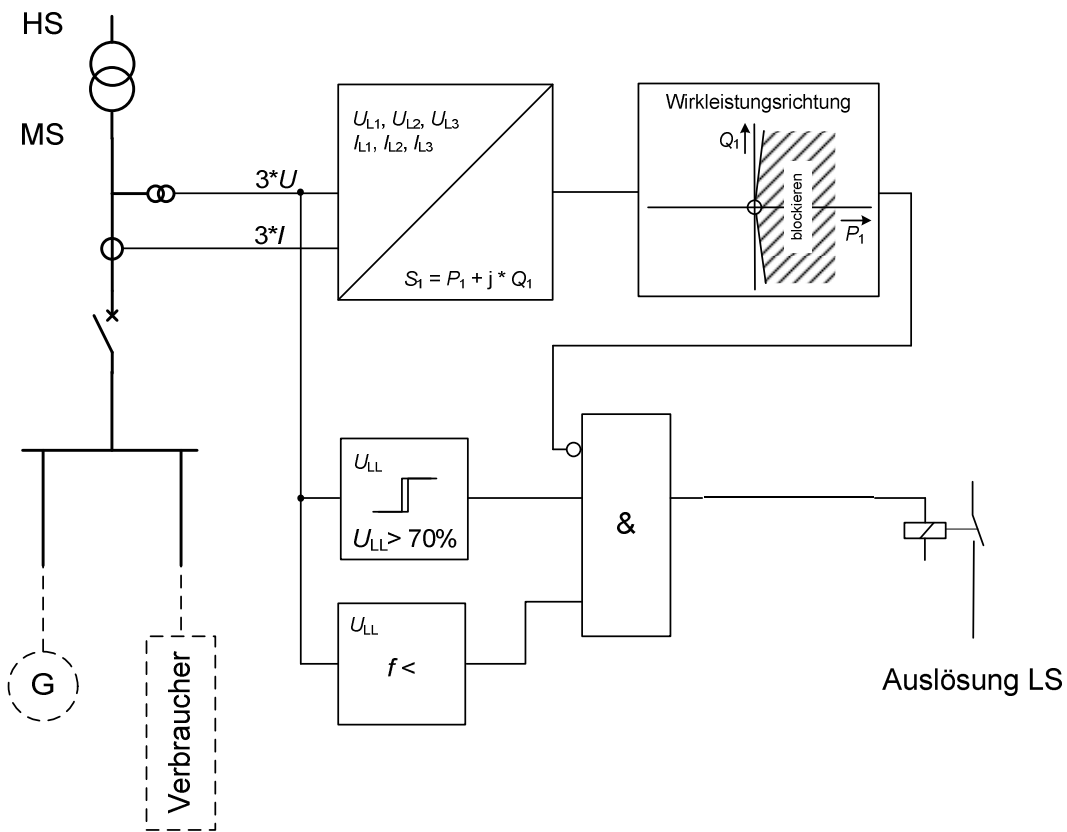 HS
MS
3*U
3*I
U_L1, U_L2, U_L3
I_L1, I_L2, I_L3
S_1 = P_1 + j * Q_1
Wirkleistungsrichtung
Q_1
blockieren
P_1
U_LL
U_LL > 70%
&
U_LL
f <
G
Verbraucher
Auslösung LS